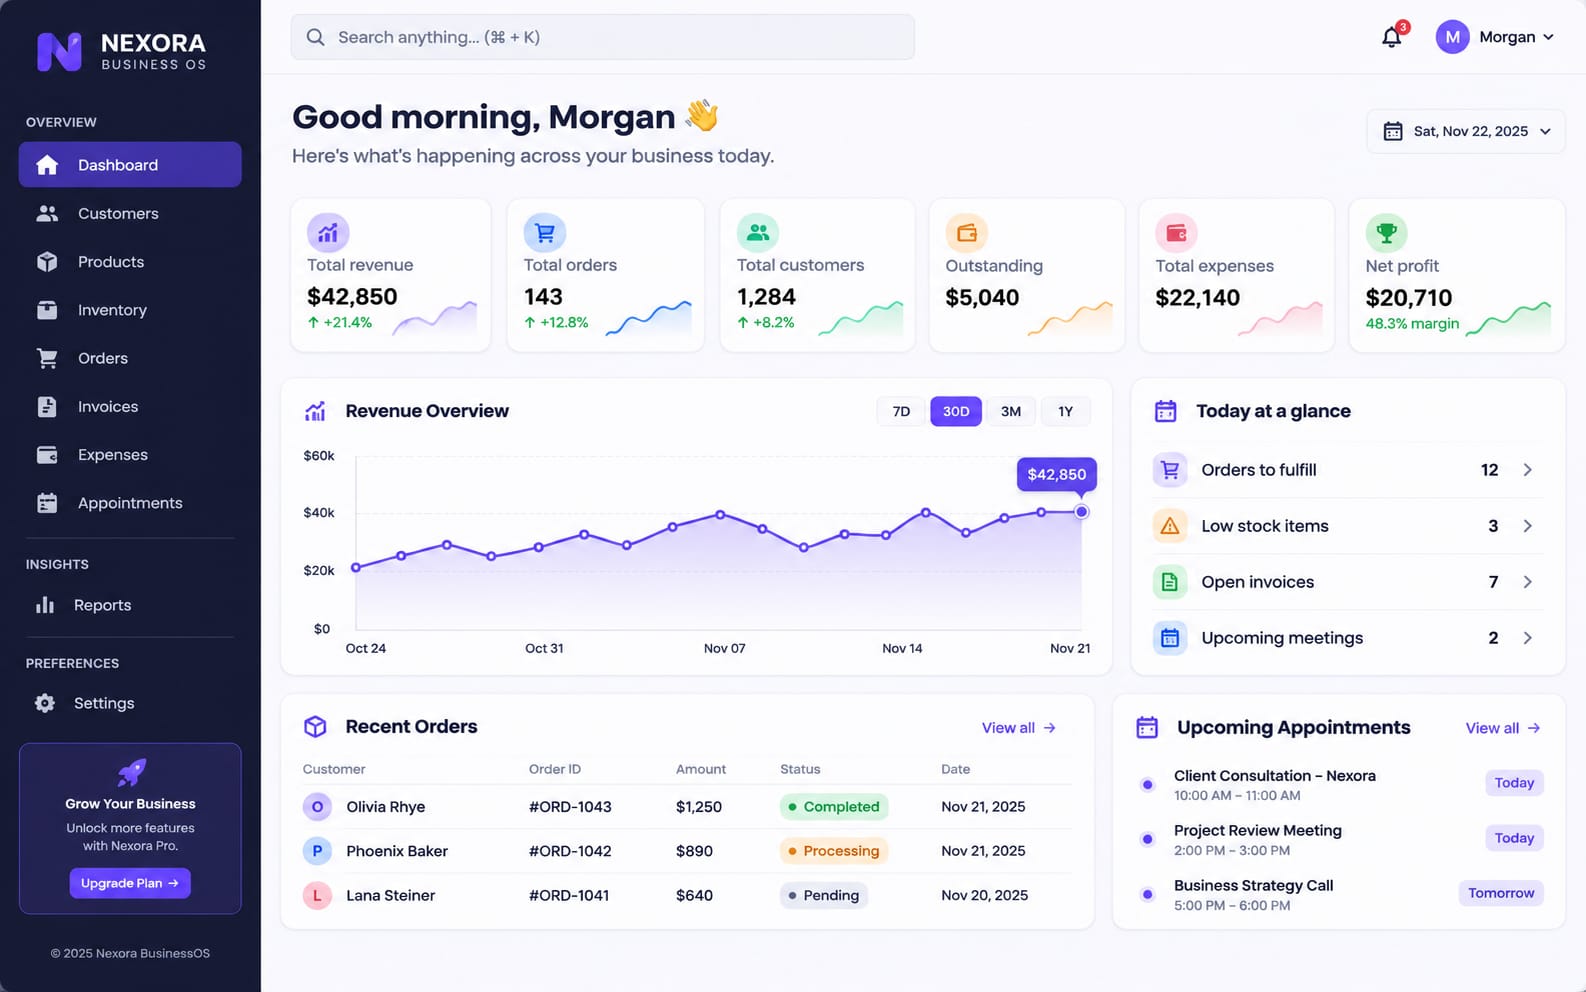 NEXORA
BUSINESS OS
OVERVIEW
Dashboard
Customers
Products
Inventory
Orders
Invoices
Expenses
Appointments
INSIGHTS
Reports
PREFERENCES
Settings
Grow Your Business
Unlock more features
with Nexora Pro.
Upgrade Plan →
© 2025 Nexora BusinessOS
Search anything... (⌘ + K)
3
M Morgan
Good morning, Morgan 👋
Here's what's happening across your business today.
Sat, Nov 22, 2025
Total revenue
$42,850
↑ +21.4%
Total orders
143
↑ +12.8%
Total customers
1,284
↑ +8.2%
Outstanding
$5,040
Total expenses
$22,140
Net profit
$20,710
48.3% margin
Revenue Overview
7D 30D 3M 1Y
$60k
$40k
$20k
$0
$42,850
Oct 24 Oct 31 Nov 07 Nov 14 Nov 21
Today at a glance
Orders to fulfill 12
Low stock items 3
Open invoices 7
Upcoming meetings 2
Recent Orders View all →
Customer Order ID Amount Status Date
O Olivia Rhye #ORD-1043 $1,250 Completed Nov 21, 2025
P Phoenix Baker #ORD-1042 $890 Processing Nov 21, 2025
L Lana Steiner #ORD-1041 $640 Pending Nov 20, 2025
Upcoming Appointments View all →
Client Consultation – Nexora Today
10:00 AM – 11:00 AM
Project Review Meeting Today
2:00 PM – 3:00 PM
Business Strategy Call Tomorrow
5:00 PM – 6:00 PM